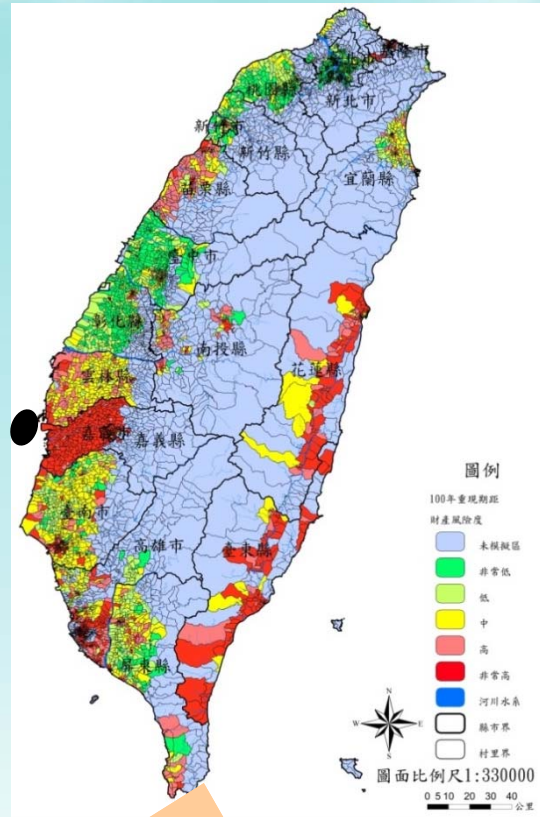 基隆市
北市
新北市
桃園縣
新竹市
新竹縣
宜蘭縣
苗栗縣
臺中市
彰化縣
南投縣
花蓮縣
雲林縣
嘉義市
嘉義縣
臺南市
高雄市
臺東縣
屏東縣
圖例
100年重現期距
財產風險度
未模擬區
非常低
低
中
高
非常高
河川水系
縣市界
村里界
N
W
E
S
圖面比例尺1:330000
0 5 10 20 30 40
公里